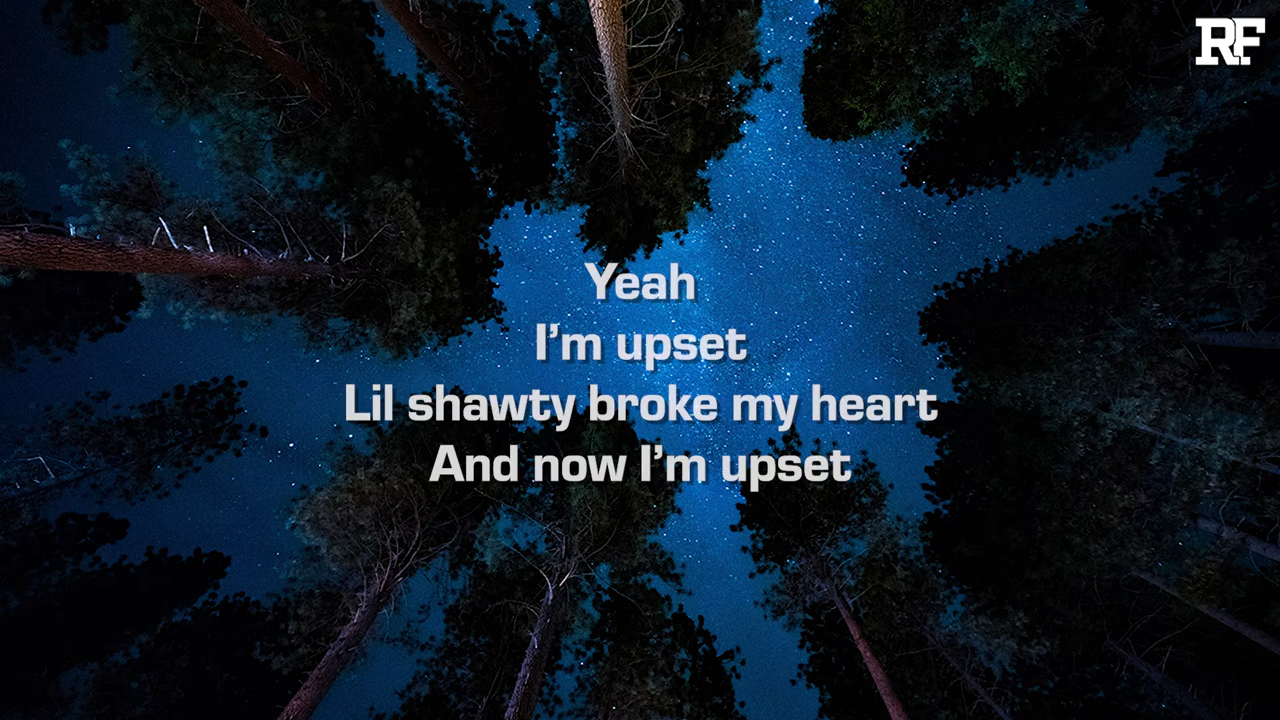 RF
Yeah
I’m upset
Lil shawty broke my heart
And now I’m upset